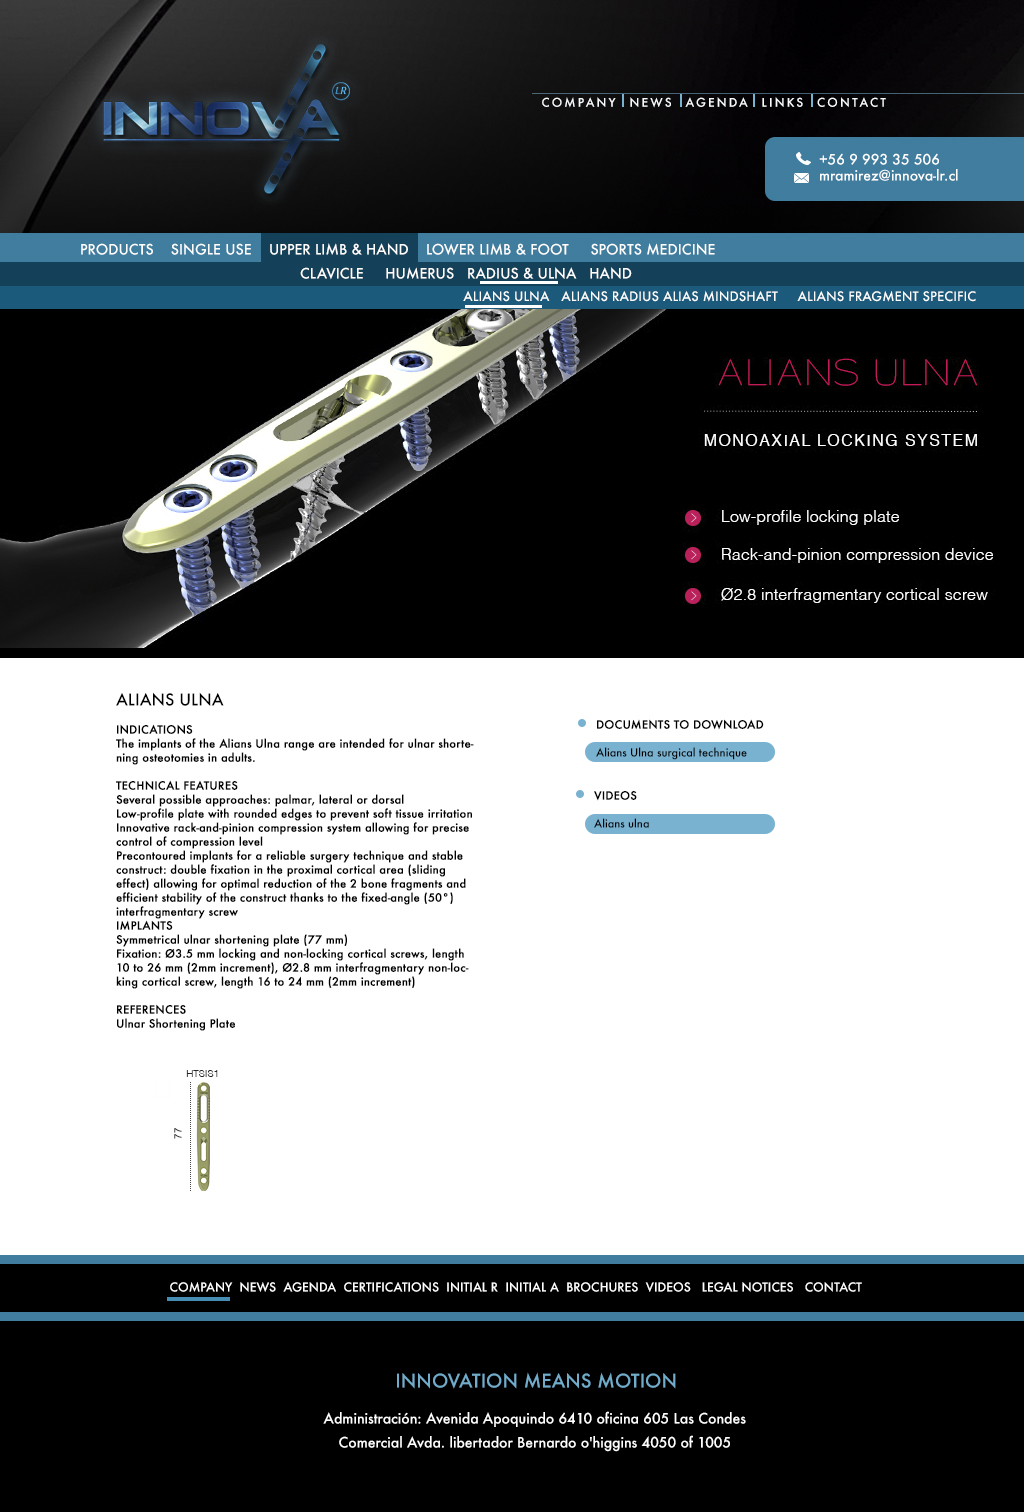 INNOVA LR
COMPANY NEWS AGENDA LINKS CONTACT
+56 9 993 35 506
mramirez@innova-lr.cl
PRODUCTS SINGLE USE UPPER LIMB & HAND LOWER LIMB & FOOT SPORTS MEDICINE
CLAVICLE HUMERUS RADIUS & ULNA HAND
ALIANS ULNA ALIANS RADIUS ALIAS MINDSHAFT ALIANS FRAGMENT SPECIFIC
ALIANS ULNA
MONOAXIAL LOCKING SYSTEM
Low-profile locking plate
Rack-and-pinion compression device
Ø2.8 interfragmentary cortical screw
ALIANS ULNA
INDICATIONS
The implants of the Alians Ulna range are intended for ulnar shorte-
ning osteotomies in adults.
TECHNICAL FEATURES
Several possible approaches: palmar, lateral or dorsal
Low-profile plate with rounded edges to prevent soft tissue irritation
Innovative rack-and-pinion compression system allowing for precise
control of compression level
Precontoured implants for a reliable surgery technique and stable
construct: double fixation in the proximal cortical area (sliding
effect) allowing for optimal reduction of the 2 bone fragments and
efficient stability of the construct thanks to the fixed-angle (50°)
interfragmentary screw
IMPLANTS
Symmetrical ulnar shortening plate (77 mm)
Fixation: Ø3.5 mm locking and non-locking cortical screws, length
10 to 26 mm (2mm increment), Ø2.8 mm interfragmentary non-loc-
king cortical screw, length 16 to 24 mm (2mm increment)
REFERENCES
Ulnar Shortening Plate
HTSIS1
77
DOCUMENTS TO DOWNLOAD
Alians Ulna surgical technique
VIDEOS
Alians ulna
COMPANY NEWS AGENDA CERTIFICATIONS INITIAL R INITIAL A BROCHURES VIDEOS LEGAL NOTICES CONTACT
INNOVATION MEANS MOTION
Administración: Avenida Apoquindo 6410 oficina 605 Las Condes
Comercial Avda. libertador Bernardo o'higgins 4050 of 1005